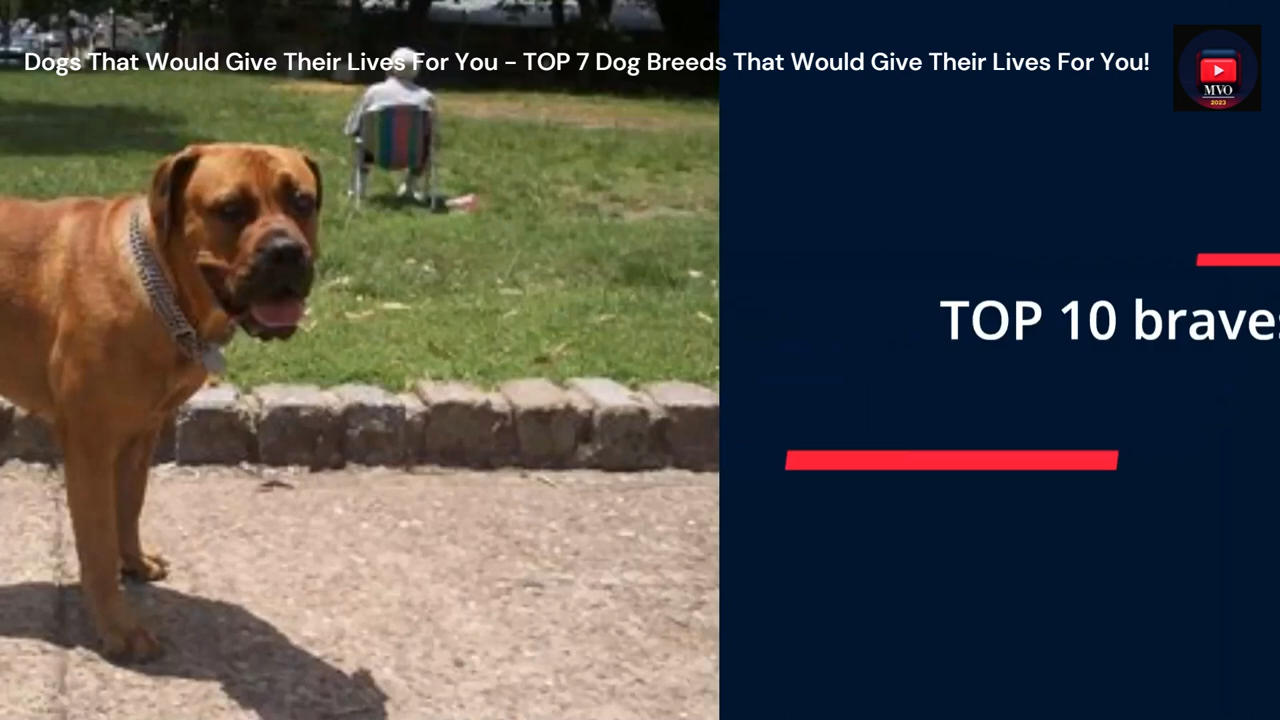 Dogs That Would Give Their Lives For You – TOP 7 Dog Breeds That Would Give Their Lives For You!
MVO
2023
TOP 10 brave